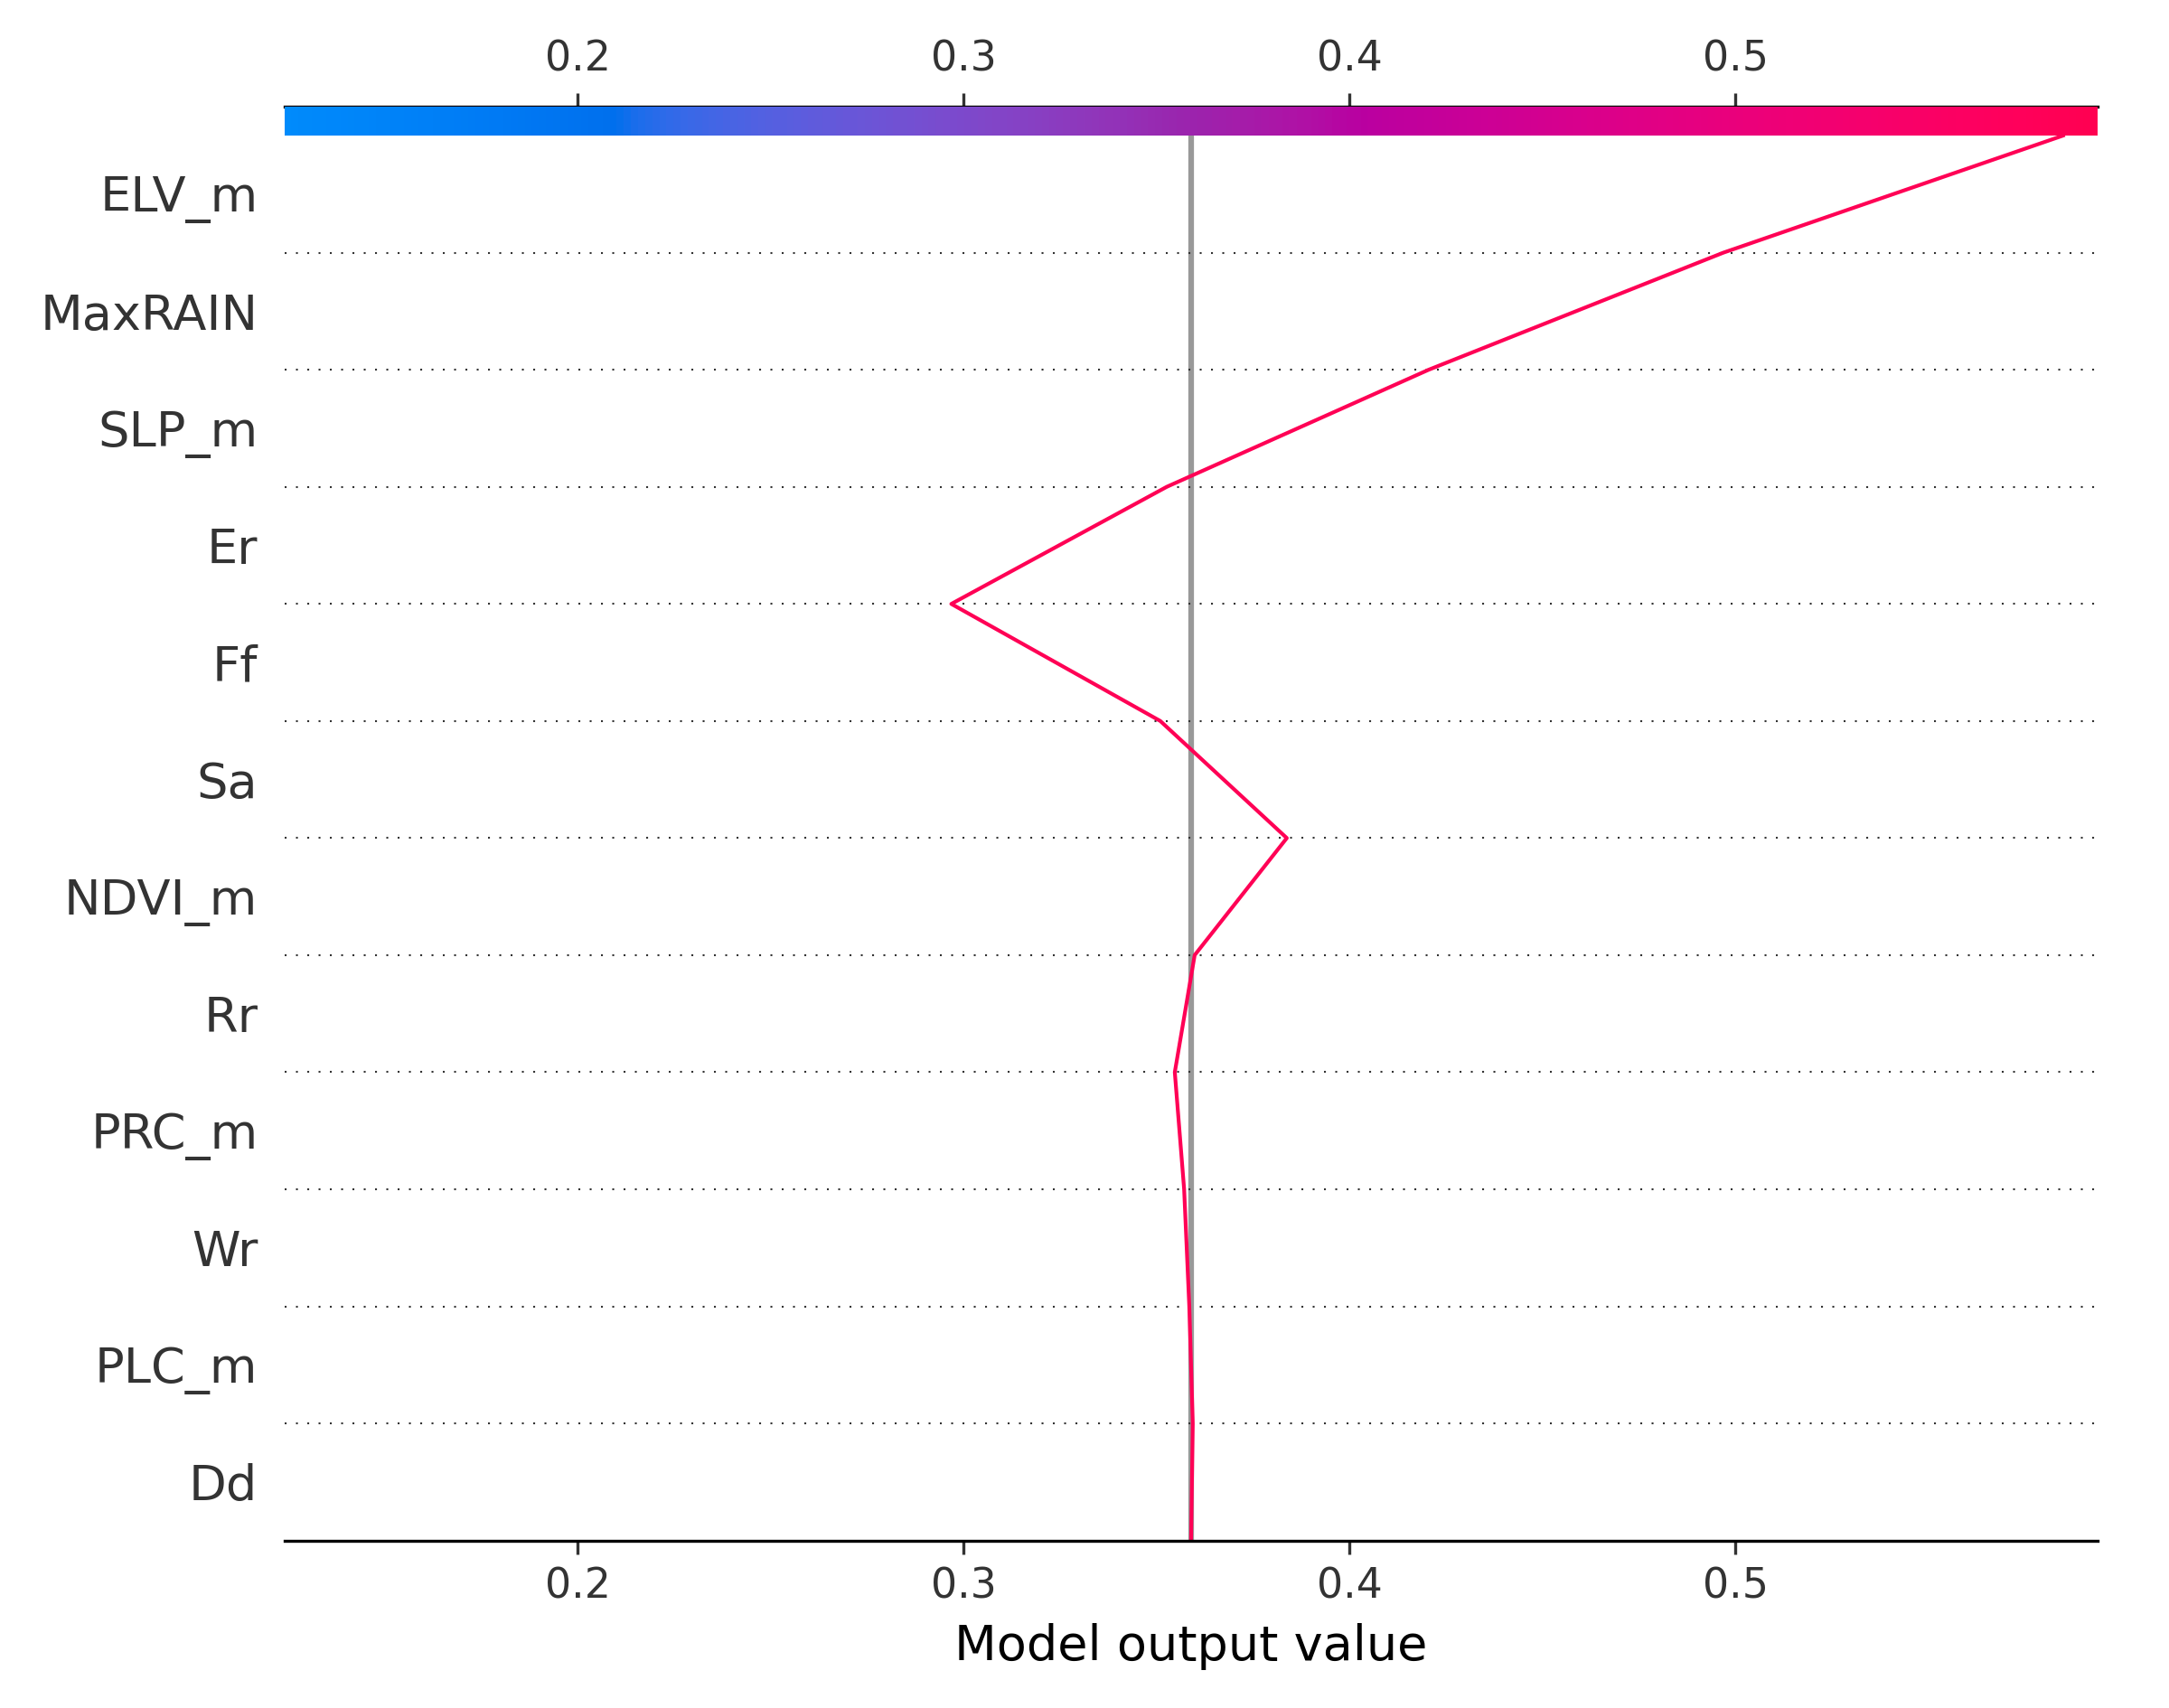 0.2 0.3 0.4 0.5
ELV_m
MaxRAIN
SLP_m
Er
Ff
Sa
NDVI_m
Rr
PRC_m
Wr
PLC_m
Dd
0.2 0.3 0.4 0.5
Model output value